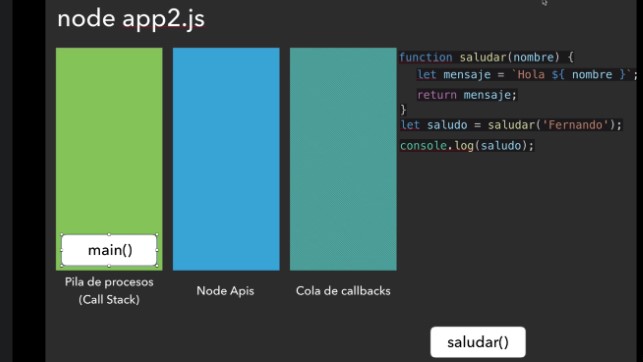 node app2.js
function saludar(nombre) {
let mensaje = `Hola ${ nombre }`;
return mensaje;
}
let saludo = saludar('Fernando');
console.log(saludo);
main()
Pila de procesos
(Call Stack)
Node Apis
Cola de callbacks
saludar()